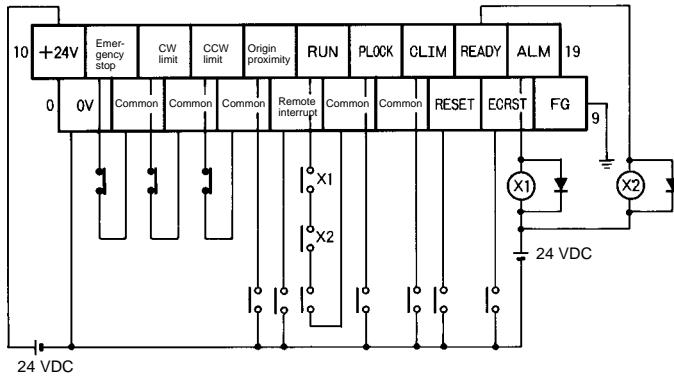 10 +24V Emer-gency stop CW limit CCW limit Origin proximity RUN PLOCK CLIM READY ALM 19
0 0V Common Common Common Remote interrupt Common Common RESET ECRST FG 9
X1
X2
X1
X2
24 VDC
24 VDC